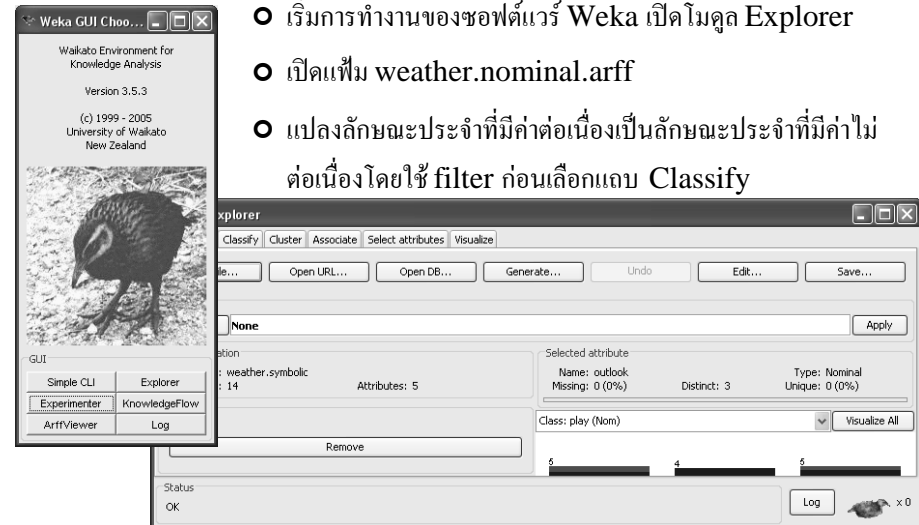 Weka GUI Choo...
Waikato Environment for
Knowledge Analysis
Version 3.5.3
(c) 1999 - 2005
University of Waikato
New Zealand
GUI
Simple CLI
Explorer
Experimenter
KnowledgeFlow
ArffViewer
Log
เริ่มการทำงานของซอฟต์แวร์ Weka เปิดโมดูล Explorer
เปิดแฟ้ม weather.nominal.arff
แปลงลักษณะประจำที่มีค่าต่อเนื่องเป็นลักษณะประจำที่มีค่าไม่
ต่อเนื่องโดยใช้ filter ก่อนเลือกแถบ Classify
xplorer
Classify Cluster Associate Select attributes Visualize
le... Open URL... Open DB... Generate... Undo Edit... Save...
None Apply
ation
: weather.symbolic
: 14 Attributes: 5
Selected attribute
Name: outlook Type: Nominal
Missing: 0 (0%) Distinct: 3 Unique: 0 (0%)
Class: play (Nom) Visualize All
Remove
5 4 5
Status
OK
Log x 0